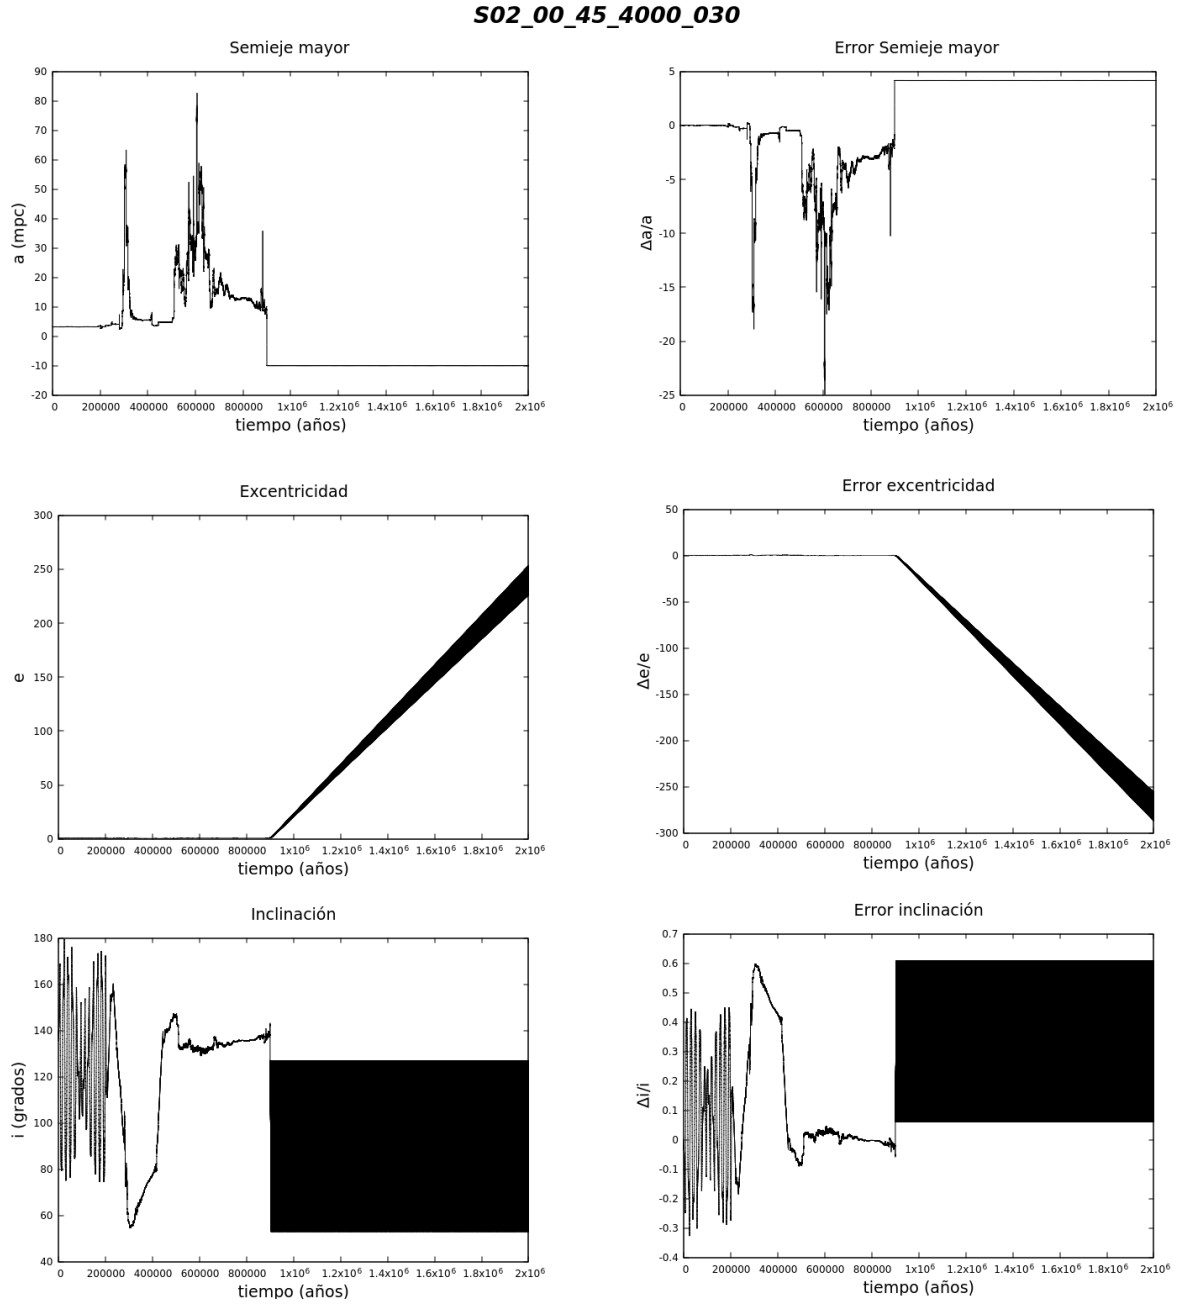 S02_00_45_4000_030
Semieje mayor
a (mpc)
90
80
70
60
50
40
30
20
10
0
-10
-20
0 200000 400000 600000 800000 1x10⁶ 1.2x10⁶ 1.4x10⁶ 1.6x10⁶ 1.8x10⁶ 2x10⁶
tiempo (años)
Error Semieje mayor
Δa/a
5
0
-5
-10
-15
-20
-25
0 200000 400000 600000 800000 1x10⁶ 1.2x10⁶ 1.4x10⁶ 1.6x10⁶ 1.8x10⁶ 2x10⁶
tiempo (años)
Excentricidad
e
300
250
200
150
100
50
0
0 200000 400000 600000 800000 1x10⁶ 1.2x10⁶ 1.4x10⁶ 1.6x10⁶ 1.8x10⁶ 2x10⁶
tiempo (años)
Error excentricidad
Δe/e
50
0
-50
-100
-150
-200
-250
-300
0 200000 400000 600000 800000 1x10⁶ 1.2x10⁶ 1.4x10⁶ 1.6x10⁶ 1.8x10⁶ 2x10⁶
tiempo (años)
Inclinación
i (grados)
180
160
140
120
100
80
60
40
0 200000 400000 600000 800000 1x10⁶ 1.2x10⁶ 1.4x10⁶ 1.6x10⁶ 1.8x10⁶ 2x10⁶
tiempo (años)
Error inclinación
Δi/i
0.7
0.6
0.5
0.4
0.3
0.2
0.1
0
-0.1
-0.2
-0.3
-0.4
0 200000 400000 600000 800000 1x10⁶ 1.2x10⁶ 1.4x10⁶ 1.6x10⁶ 1.8x10⁶ 2x10⁶
tiempo (años)